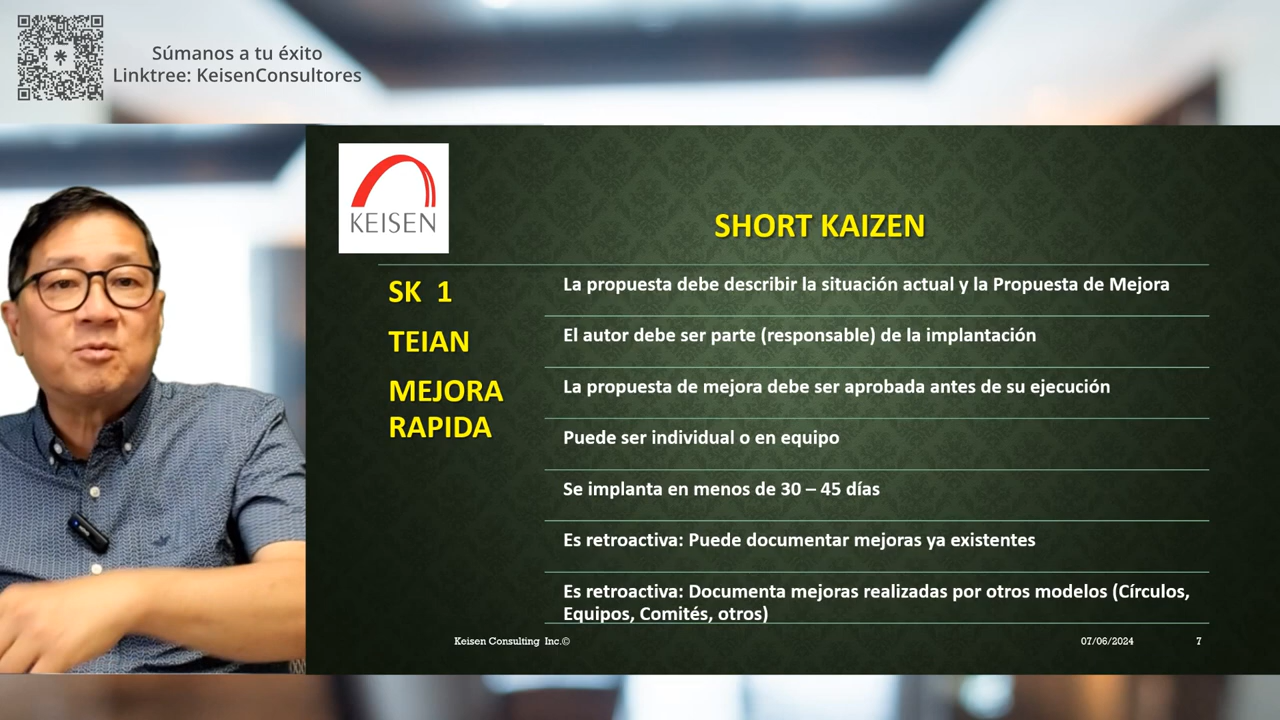 Súmanos a tu éxito
Linktree: KeisenConsultores
KEISEN
SHORT KAIZEN
SK 1
TEIAN
MEJORA
RAPIDA
La propuesta debe describir la situación actual y la Propuesta de Mejora
El autor debe ser parte (responsable) de la implantación
La propuesta de mejora debe ser aprobada antes de su ejecución
Puede ser individual o en equipo
Se implanta en menos de 30 – 45 días
Es retroactiva: Puede documentar mejoras ya existentes
Es retroactiva: Documenta mejoras realizadas por otros modelos (Círculos,
Equipos, Comités, otros)
Keisen Consulting Inc.©
07/06/2024
7